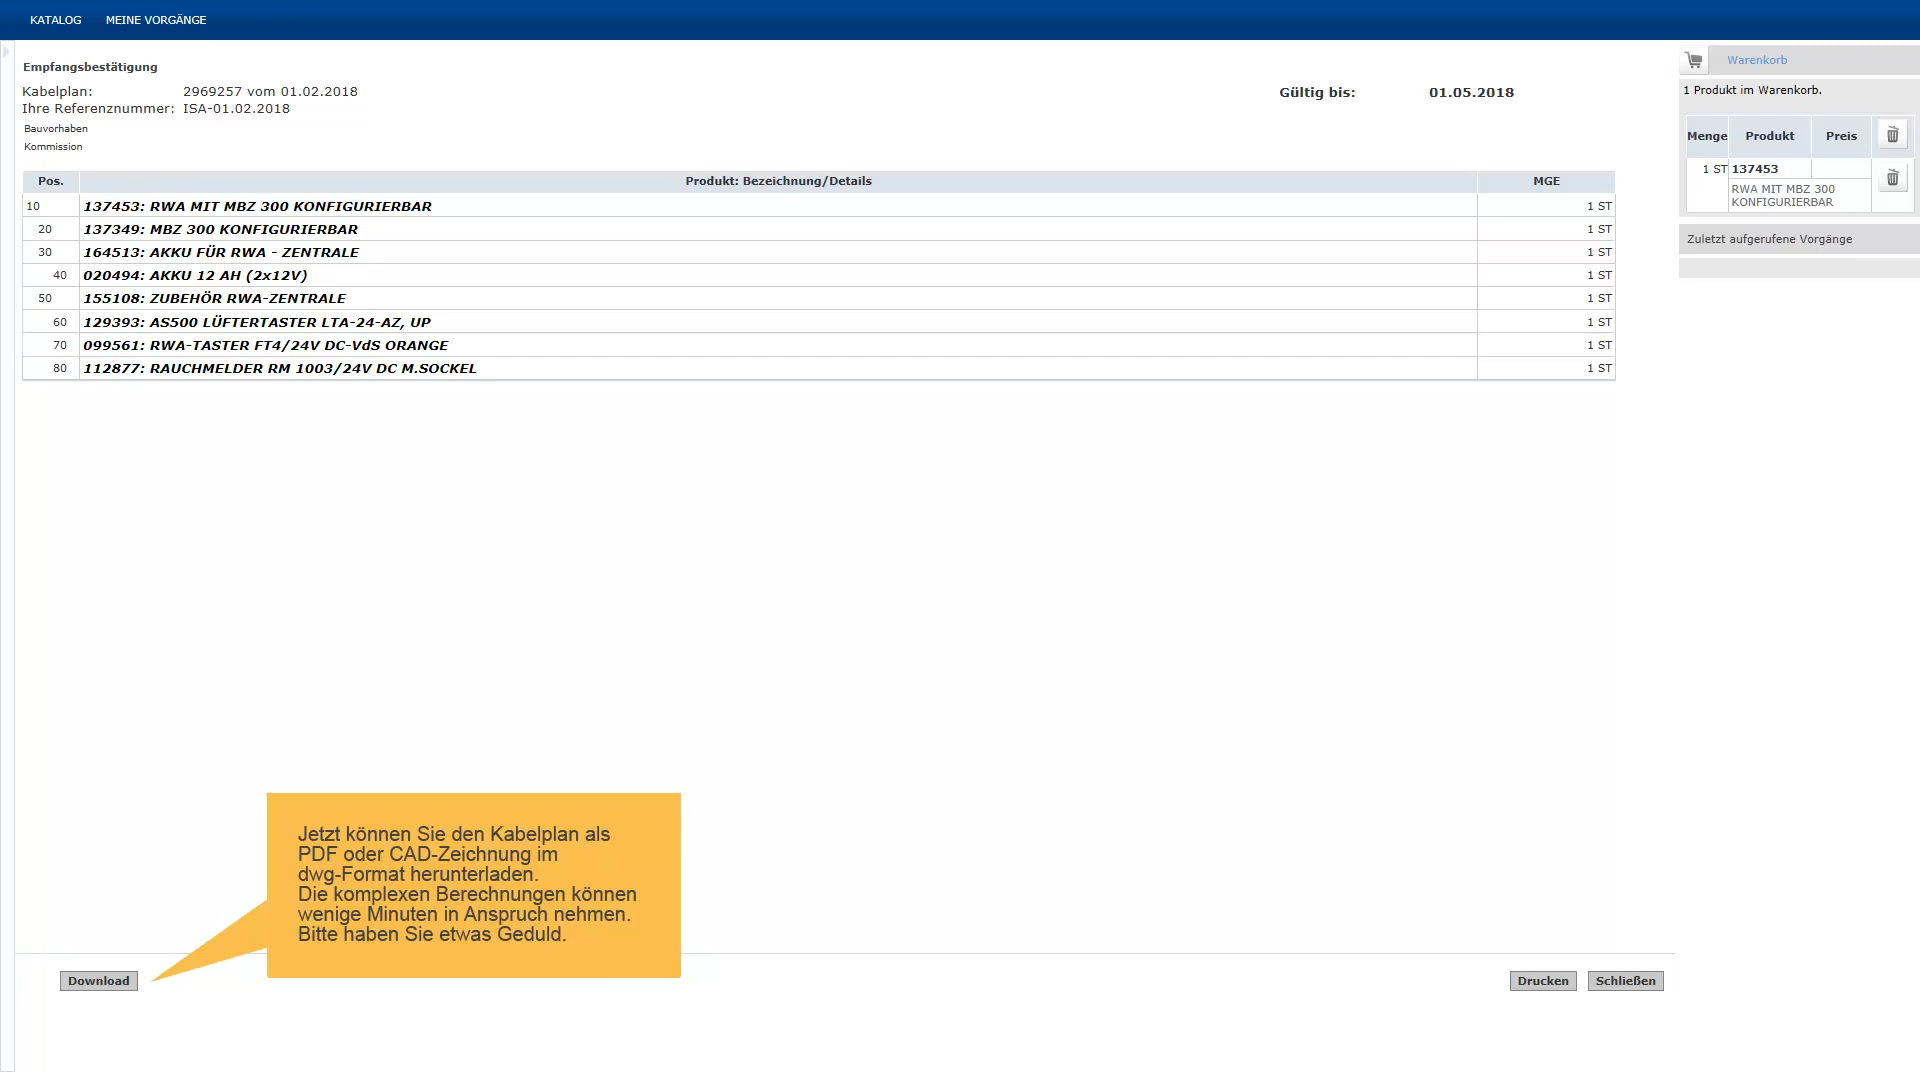 KATALOG MEINE VORGÄNGE
Empfangsbestätigung
Kabelplan: 2969257 vom 01.02.2018 Gültig bis: 01.05.2018
Ihre Referenznummer: ISA-01.02.2018
Bauvorhaben
Kommission
Pos. Produkt: Bezeichnung/Details MGE
10 137453: RWA MIT MBZ 300 KONFIGURIERBAR 1 ST
20 137349: MBZ 300 KONFIGURIERBAR 1 ST
30 164513: AKKU FÜR RWA - ZENTRALE 1 ST
40 020494: AKKU 12 AH (2x12V) 1 ST
50 155108: ZUBEHÖR RWA-ZENTRALE 1 ST
60 129393: AS500 LÜFTERTASTER LTA-24-AZ, UP 1 ST
70 099561: RWA-TASTER FT4/24V DC-VdS ORANGE 1 ST
80 112877: RAUCHMELDER RM 1003/24V DC M.SOCKEL 1 ST
Warenkorb
1 Produkt im Warenkorb.
Menge Produkt Preis
1 ST 137453
RWA MIT MBZ 300
KONFIGURIERBAR
Zuletzt aufgerufene Vorgänge
Jetzt können Sie den Kabelplan als
PDF oder CAD-Zeichnung im
dwg-Format herunterladen.
Die komplexen Berechnungen können
wenige Minuten in Anspruch nehmen.
Bitte haben Sie etwas Geduld.
Download Drucken Schließen